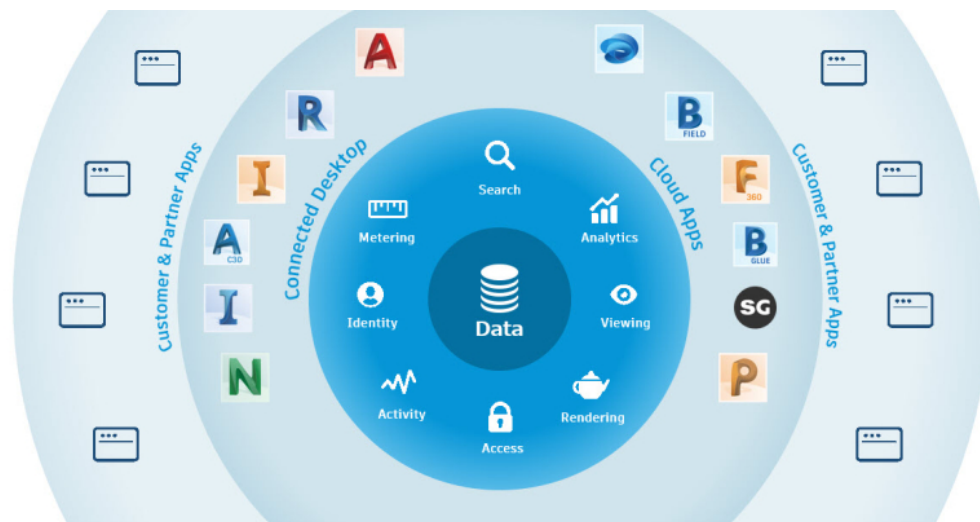 Customer & Partner Apps
Connected Desktop
A
R
I
A
C3D
I
N
Search
Metering
Analytics
Identity
Data
Viewing
Activity
Rendering
Access
Cloud Apps
B
FIELD
F
360
B
GLUE
SG
P
Customer & Partner Apps